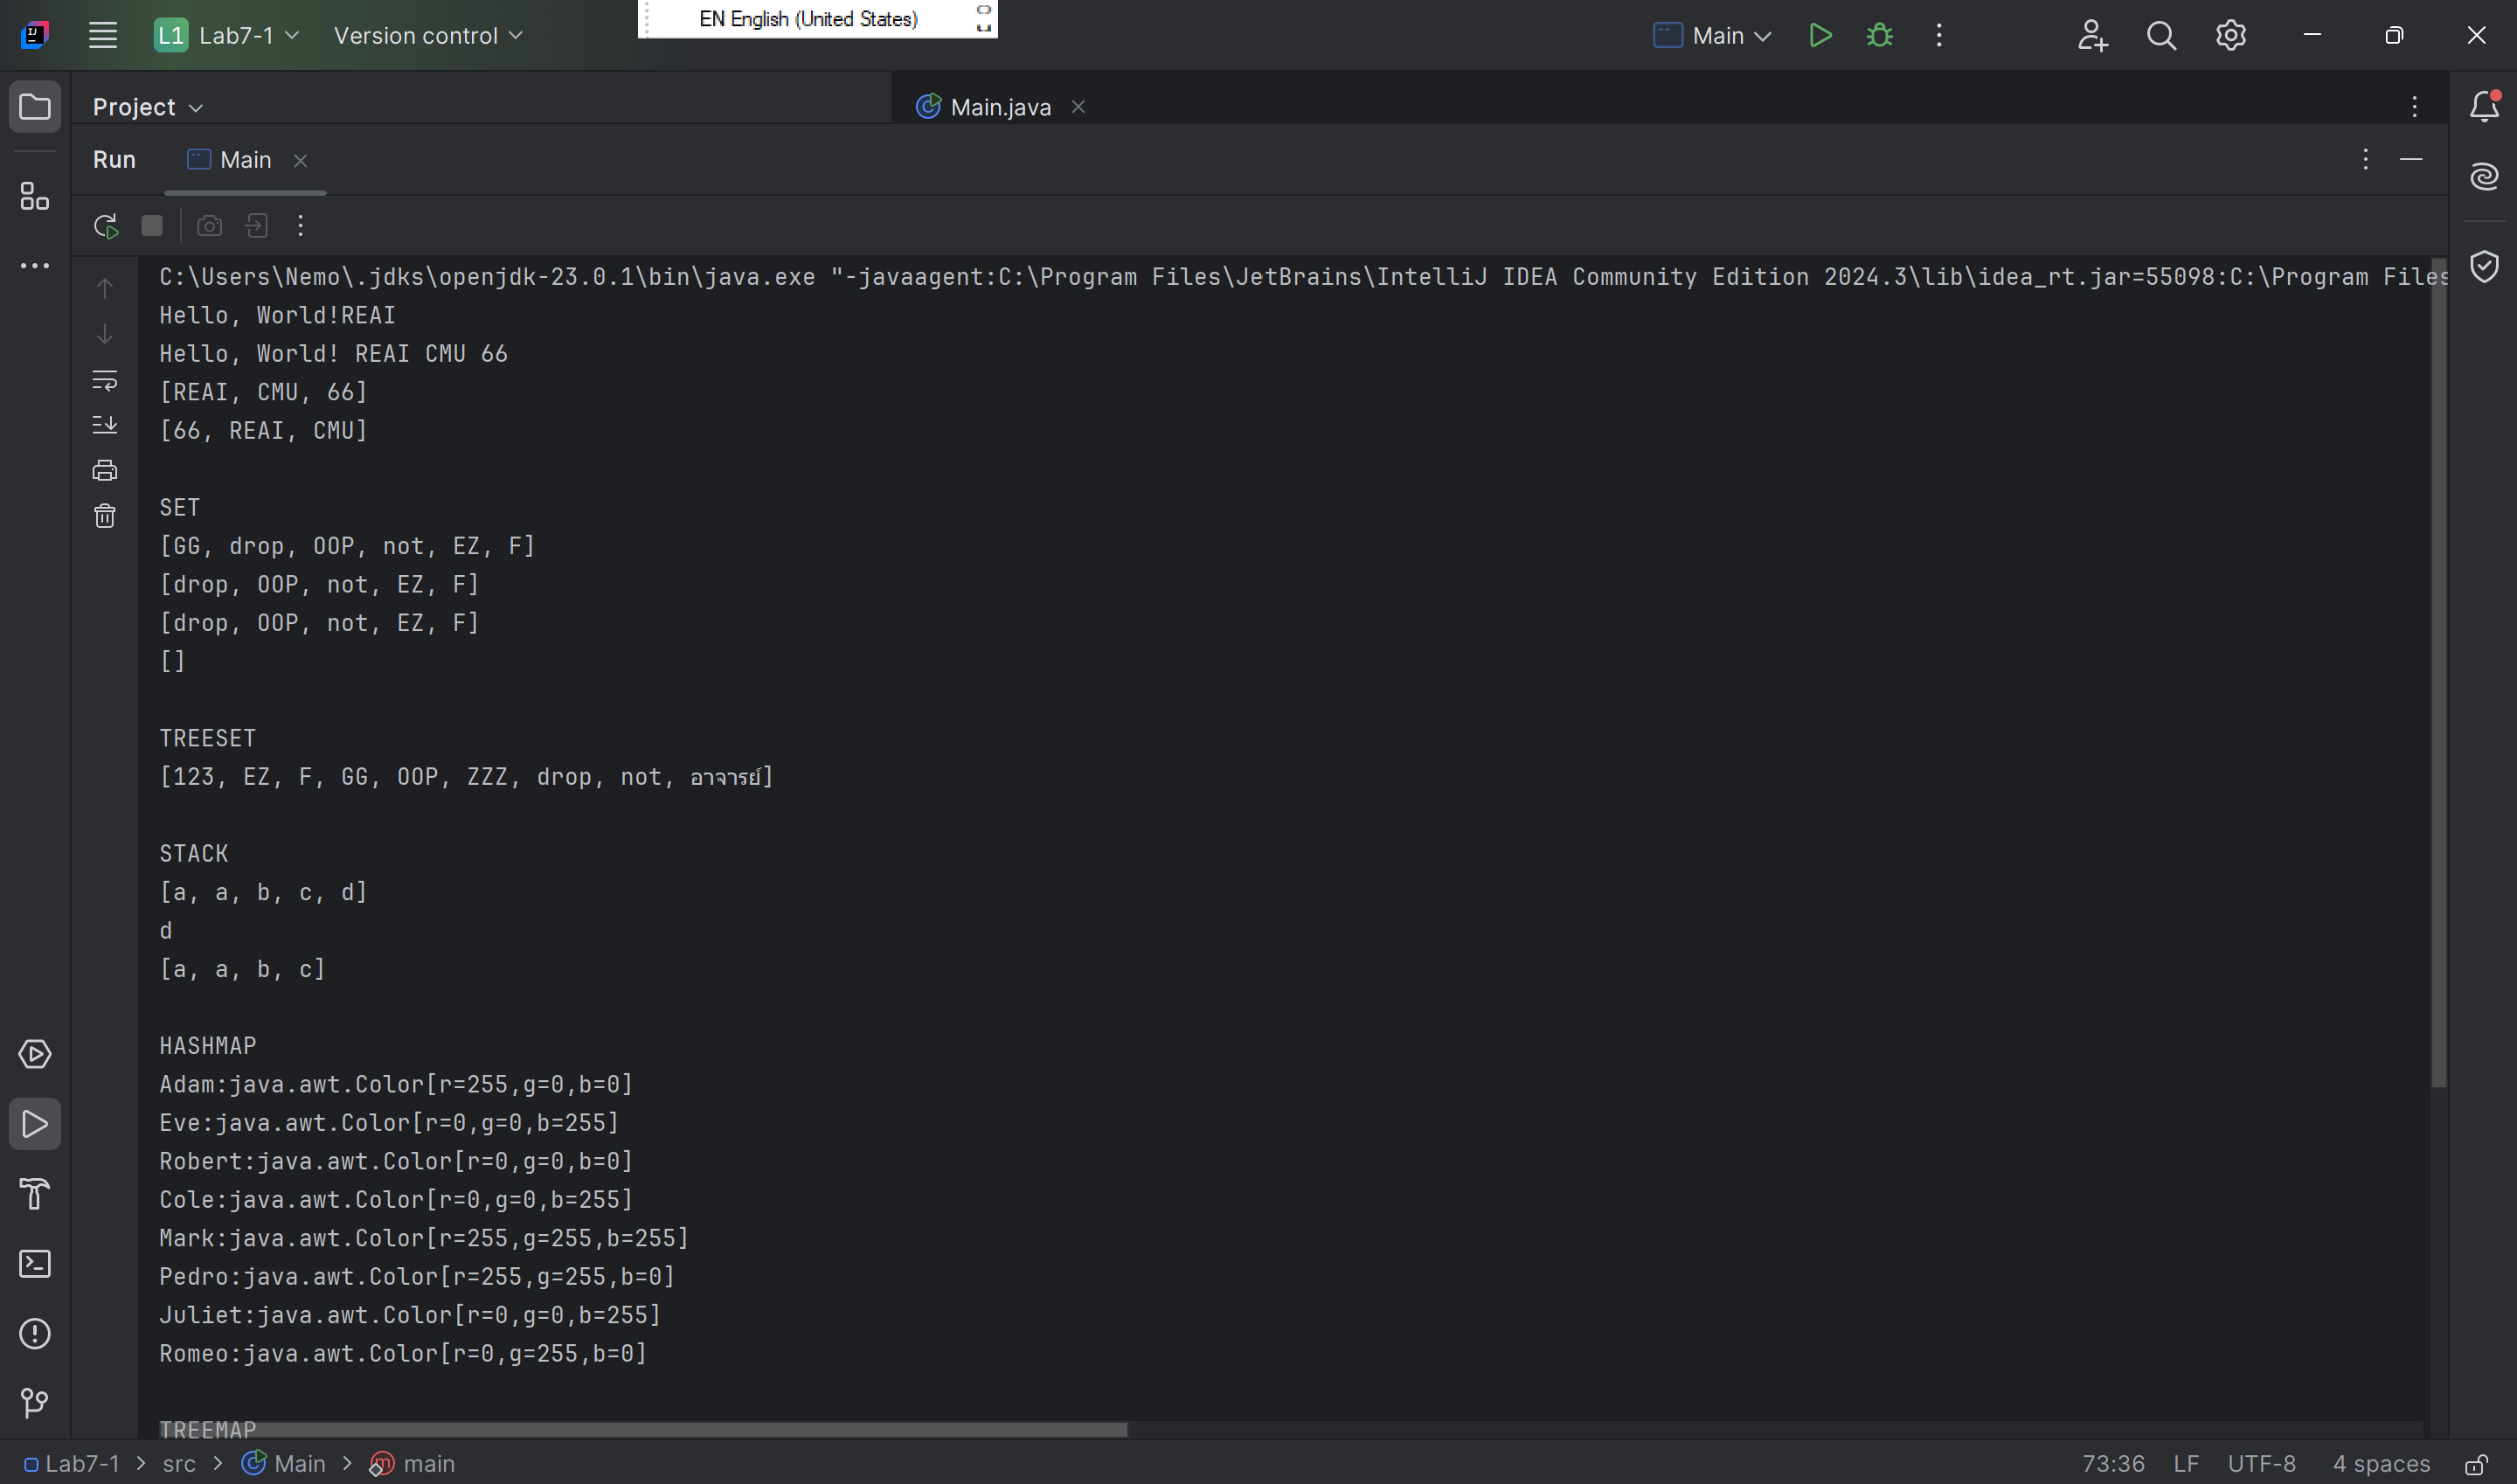 L1 Lab7-1 Version control EN English (United States) Main
Project Main.java
Run Main
C:\Users\Nemo\.jdks\openjdk-23.0.1\bin\java.exe "-javaagent:C:\Program Files\JetBrains\IntelliJ IDEA Community Edition 2024.3\lib\idea_rt.jar=55098:C:\Program Files
Hello, World!REAI
Hello, World! REAI CMU 66
[REAI, CMU, 66]
[66, REAI, CMU]
SET
[GG, drop, OOP, not, EZ, F]
[drop, OOP, not, EZ, F]
[drop, OOP, not, EZ, F]
[]
TREESET
[123, EZ, F, GG, OOP, ZZZ, drop, not, อาจารย์]
STACK
[a, a, b, c, d]
d
[a, a, b, c]
HASHMAP
Adam:java.awt.Color[r=255,g=0,b=0]
Eve:java.awt.Color[r=0,g=0,b=255]
Robert:java.awt.Color[r=0,g=0,b=0]
Cole:java.awt.Color[r=0,g=0,b=255]
Mark:java.awt.Color[r=255,g=255,b=255]
Pedro:java.awt.Color[r=255,g=255,b=0]
Juliet:java.awt.Color[r=0,g=0,b=255]
Romeo:java.awt.Color[r=0,g=255,b=0]
TREEMAP
Lab7-1 > src > Main > main 73:36 LF UTF-8 4 spaces